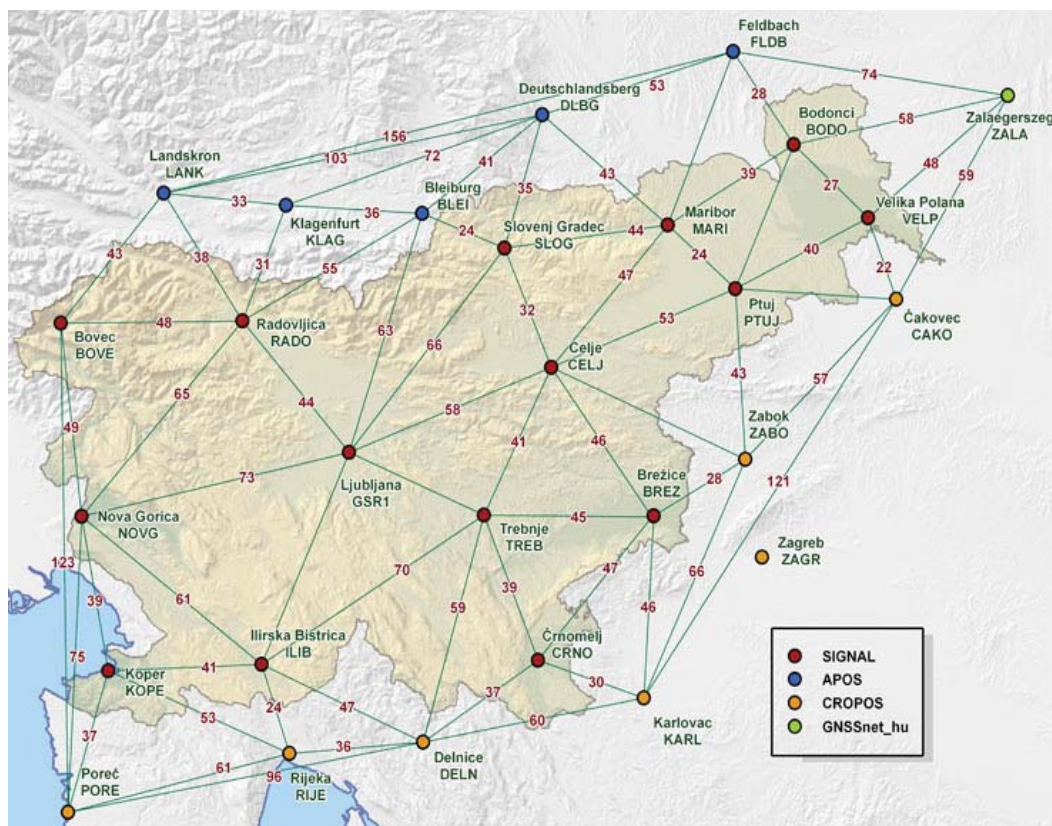 Feldbach
FLDB
53
74
Deutschlandsberg
DLBG
28
Bodonci
BODO
58
Zalaegerszeg
ZALA
156
103
72
41
Landskron
LANK
35
43
39
48
59
33
36
Bleiburg
BLEI
27
Klagenfurt
KLAG
24
Slovenj Gradec
SLOG
44
Maribor
MARI
Velika Polana
VELP
43
38
31
55
24
40
22
47
Ptuj
PTUJ
Čakovec
CAKO
48
Radovljica
RADO
63
66
32
53
Bovec
BOVE
Celje
CELJ
43
57
65
44
58
Zabok
ZABO
49
41
46
73
Ljubljana
GSR1
Brežice
BREZ
28
121
Nova Gorica
NOVG
Trebnje
TREB
45
Zagreb
ZAGR
123
70
47
66
39
61
59
39
46
Ilirska Bistrica
ILIB
Črnomelj
CRNO
75
Koper
KOPE
41
30
37
24
47
53
60
Karlovac
KARL
37
36
Delnice
DELN
61
96
Rijeka
RIJE
Poreč
PORE
SIGNAL
APOS
CROPOS
GNSSnet_hu